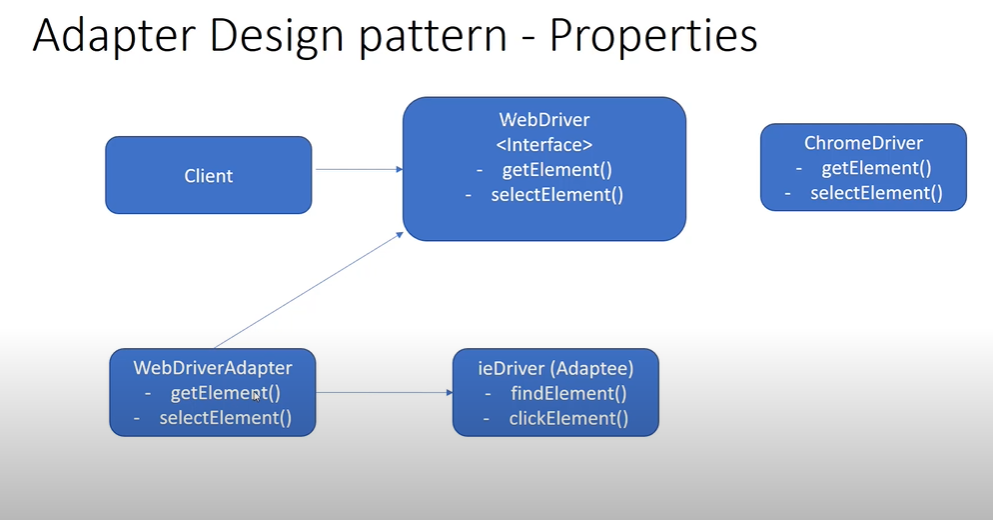 Adapter Design pattern - Properties
Client
WebDriver
<Interface>
- getElement()
- selectElement()
ChromeDriver
- getElement()
- selectElement()
WebDriverAdapter
- getElement()
- selectElement()
ieDriver (Adaptee)
- findElement()
- clickElement()